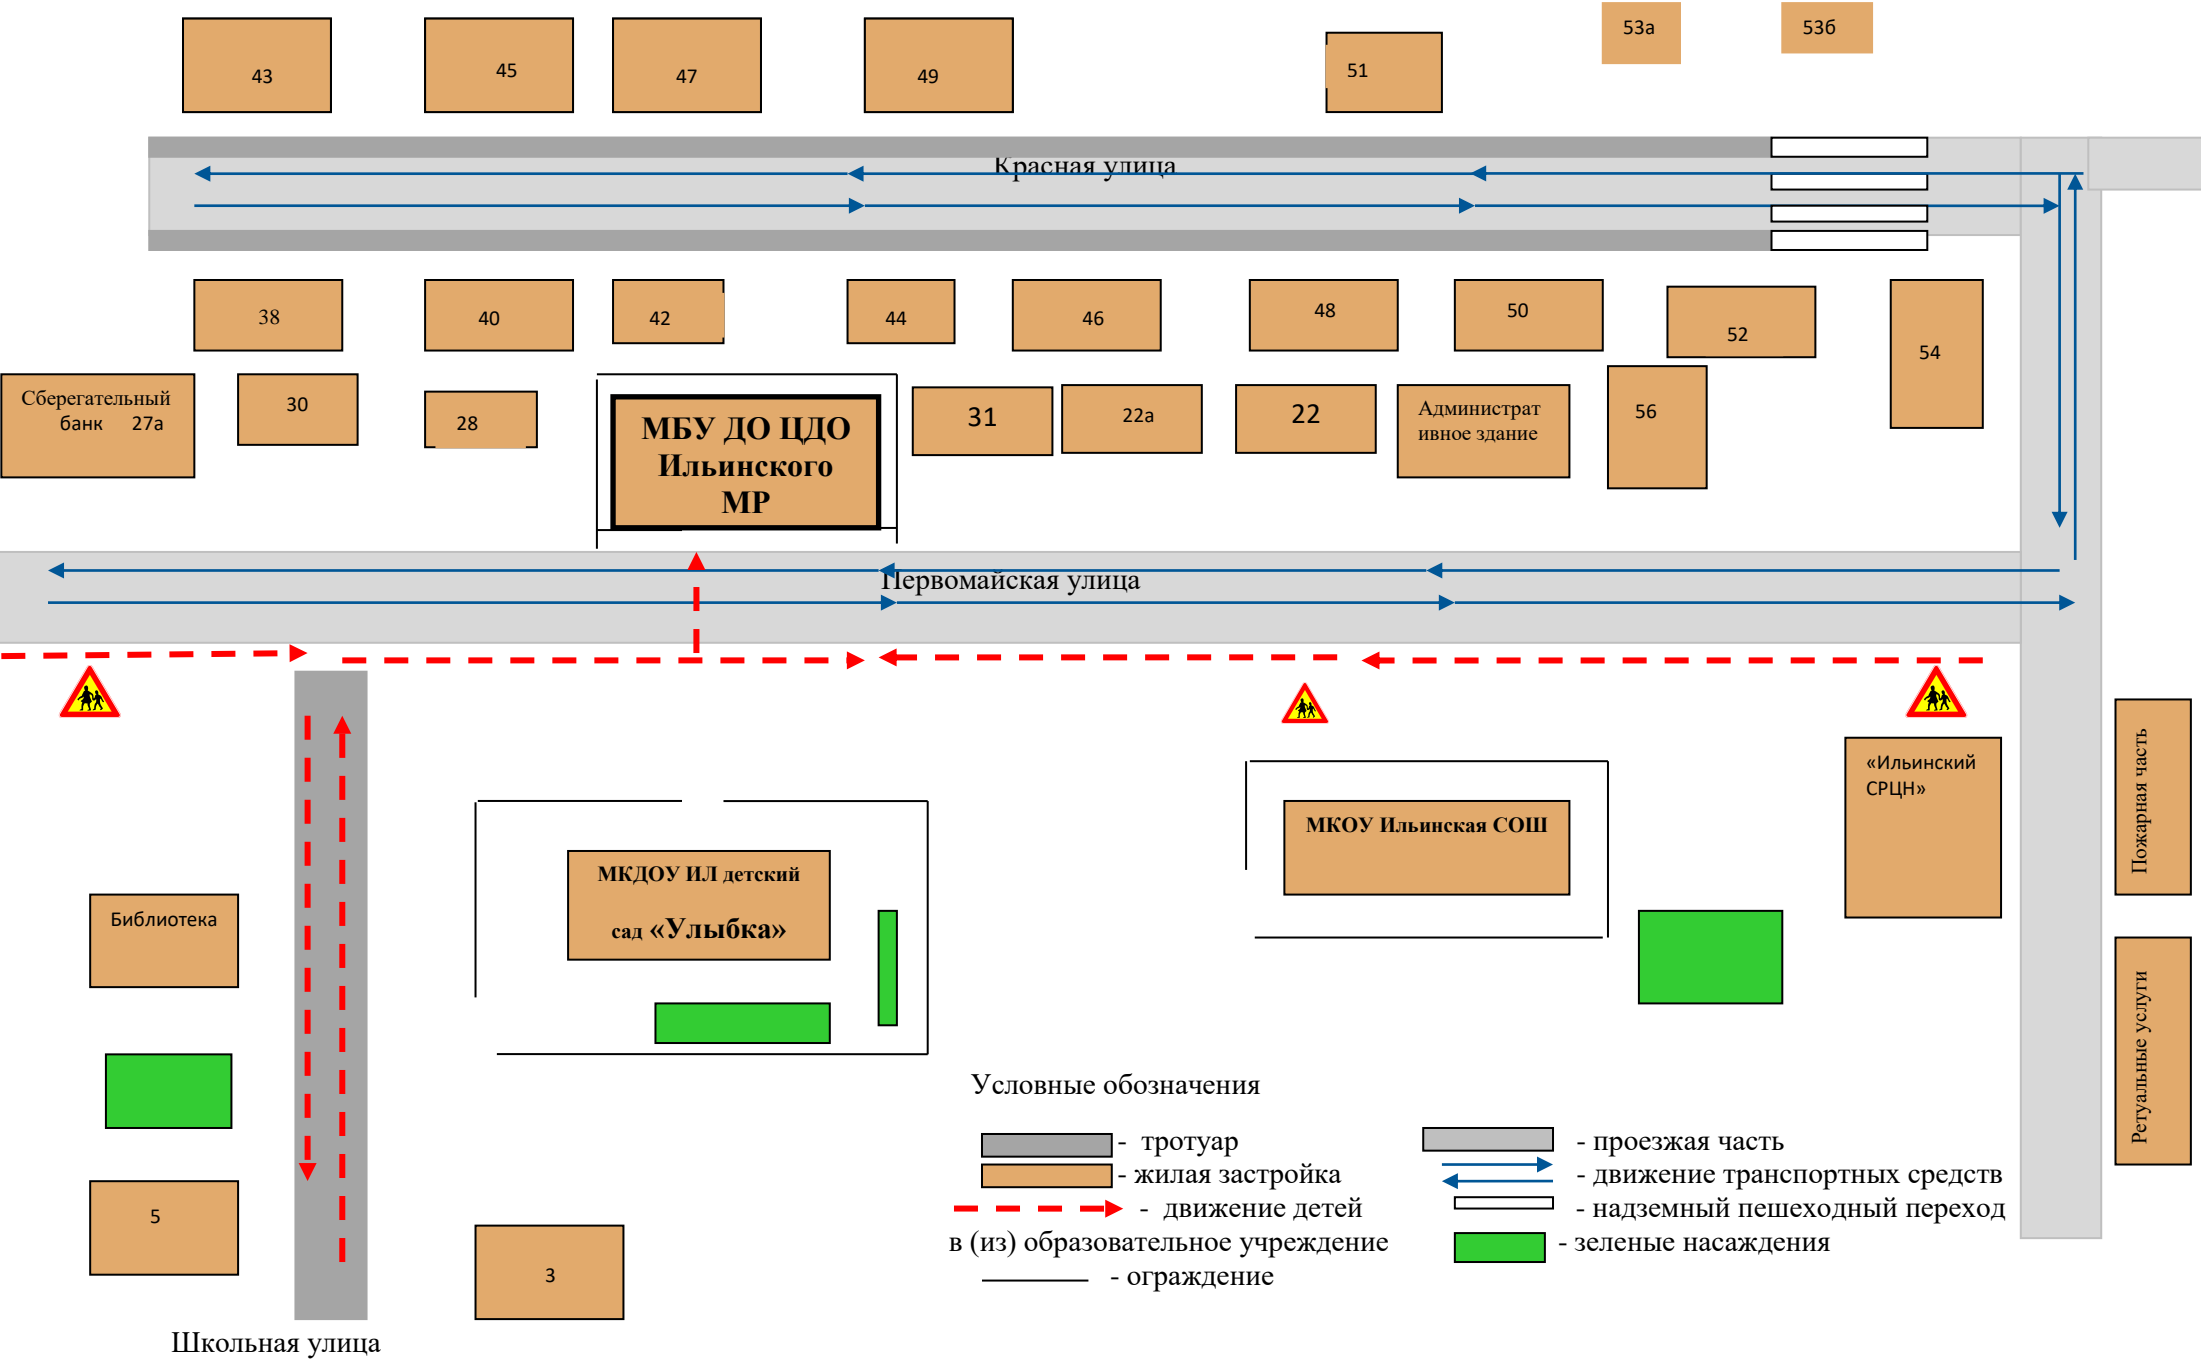 53а
53б
43
45
47
49
51
Красная улица
38
40
42
44
46
48
50
52
54
Сберегательный
банк 27а
30
28
МБУ ДО ЦДО
Ильинского
МР
31
22а
22
Администрат
ивное здание
56
Первомайская улица
«Ильинский
СРЦН»
Пожарная часть
МКОУ Ильинская СОШ
МКДОУ ИЛ детский
сад «Улыбка»
Библиотека
Ретуальные услуги
5
3
Школьная улица
Условные обозначения
- тротуар
- жилая застройка
- движение детей
в (из) образовательное учреждение
- ограждение
- проезжая часть
- движение транспортных средств
- надземный пешеходный переход
- зеленые насаждения